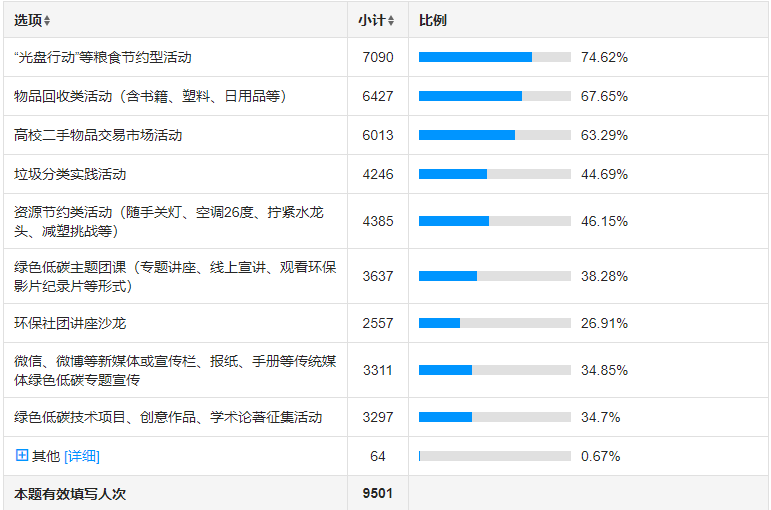 选项 小计 比例
“光盘行动”等粮食节约型活动 7090 74.62%
物品回收类活动（含书籍、塑料、日用品等） 6427 67.65%
高校二手物品交易市场活动 6013 63.29%
垃圾分类实践活动 4246 44.69%
资源节约类活动（随手关灯、空调26度、拧紧水龙
头、减塑挑战等） 4385 46.15%
绿色低碳主题团课（专题讲座、线上宣讲、观看环保
影片纪录片等形式） 3637 38.28%
环保社团讲座沙龙 2557 26.91%
微信、微博等新媒体或宣传栏、报纸、手册等传统媒
体绿色低碳专题宣传 3311 34.85%
绿色低碳技术项目、创意作品、学术论著征集活动 3297 34.7%
其他 [详细] 64 0.67%
本题有效填写人次 9501